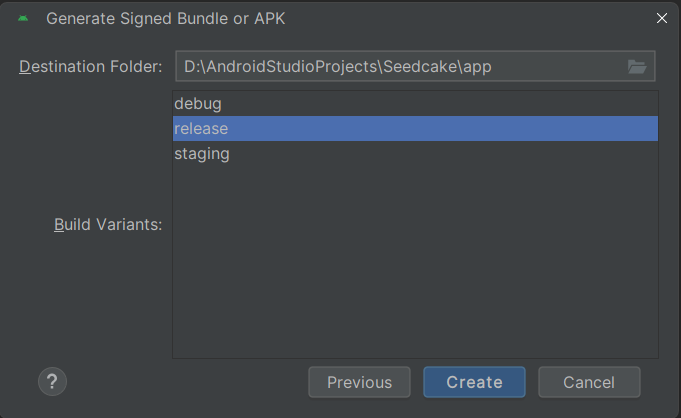 Generate Signed Bundle or APK
Destination Folder: D:\AndroidStudioProjects\Seedcake\app
debug
release
staging
Build Variants:
? Previous Create Cancel